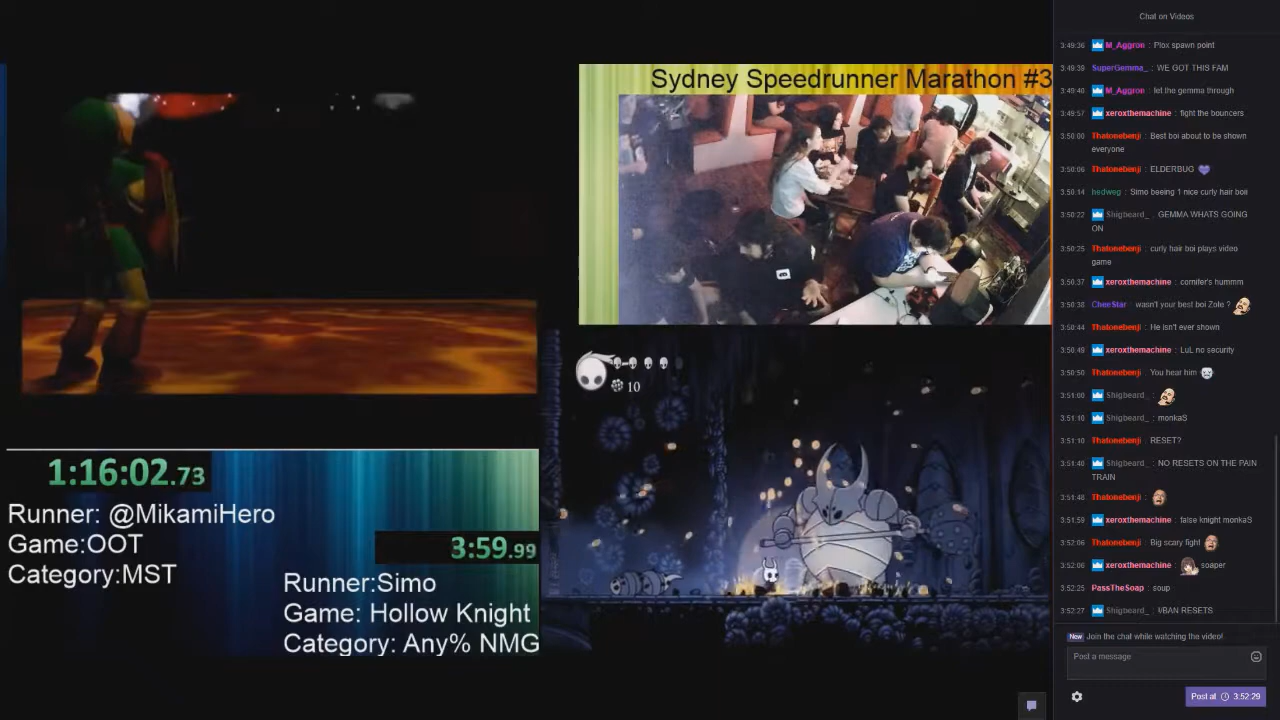 Sydney Speedrunner Marathon #3
10
1:16:02.73
Runner: @MikamiHero
Game:OOT
Category:MST
3:59.99
Runner:Simo
Game: Hollow Knight
Category: Any% NMG
Chat on Videos
3:49:36 M_Aggron : Plox spawn point
3:49:39 SuperGemma_ : WE GOT THIS FAM
3:49:40 M_Aggron : let the gemma through
3:49:57 xeroxthemachine : fight the bouncers
3:50:00 Thatonebenji : Best boi about to be shown
everyone
3:50:06 Thatonebenji : ELDERBUG
3:50:14 hedweg : Simo beeing 1 nice curly hair boii
3:50:22 Shigbeard_ : GEMMA WHATS GOING
ON
3:50:25 Thatonebenji : curly hair boi plays video
game
3:50:37 xeroxthemachine : cornifer's hummm
3:50:38 CheeStar : wasn't your best boi Zote ?
3:50:44 Thatonebenji : He isn't ever shown
3:50:49 xeroxthemachine : LuL no security
3:50:50 Thatonebenji : You hear him
3:51:00 Shigbeard_ :
3:51:10 Shigbeard_ : monkaS
3:51:10 Thatonebenji : RESET?
3:51:40 Shigbeard_ : NO RESETS ON THE PAIN
TRAIN
3:51:48 Thatonebenji :
3:51:59 xeroxthemachine : false knight monkaS
3:52:06 Thatonebenji : Big scary fight
3:52:06 xeroxthemachine : soaper
3:52:25 PassTheSoap : soup
3:52:27 Shigbeard_ : \/BAN RESETS
New Join the chat while watching the video!
Post a message
Post at 3:52:29